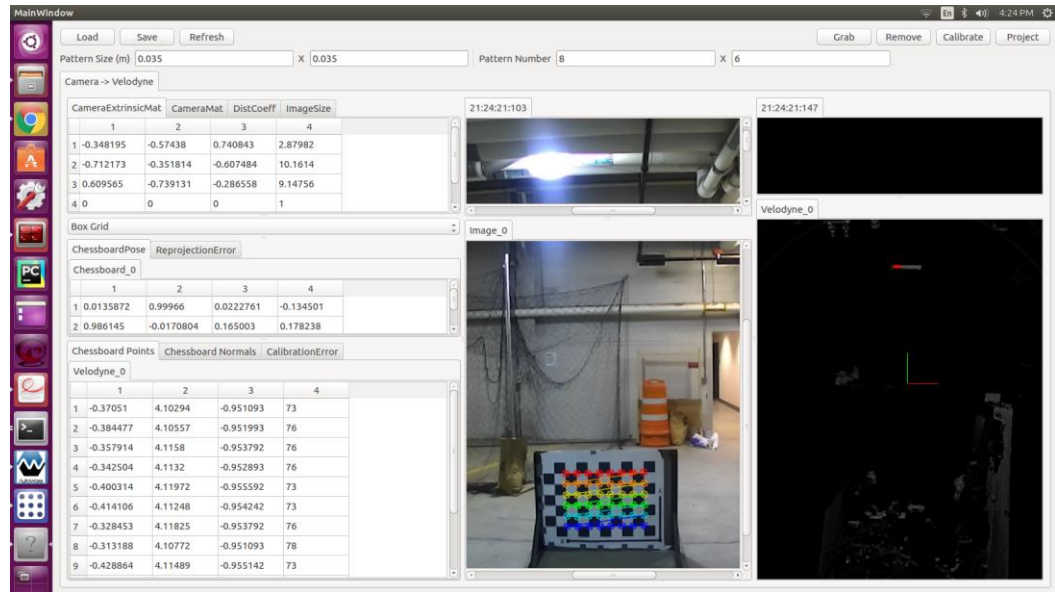 MainWindow
En
4:24 PM
Load Save Refresh Grab Remove Calibrate Project
Pattern Size (m) 0.035 X 0.035 Pattern Number 8 X 6
Camera -> Velodyne
CameraExtrinsicMat CameraMat DistCoeff ImageSize
1 2 3 4
1 -0.348195 -0.57438 0.740843 2.87982
2 -0.712173 -0.351814 -0.607484 10.1614
3 0.609565 -0.739131 -0.286558 9.14756
4 0 0 0 1
Box Grid
ChessboardPose ReprojectionError
Chessboard_0
1 2 3 4
1 0.0135872 0.99966 0.0222761 -0.134501
2 0.986145 -0.0170804 0.165003 0.178238
Chessboard Points Chessboard Normals CalibrationError
Velodyne_0
1 2 3 4
1 -0.37051 4.10294 -0.951093 73
2 -0.384477 4.10557 -0.951993 76
3 -0.357914 4.1158 -0.953792 76
4 -0.342504 4.1132 -0.952893 76
5 -0.400314 4.11972 -0.955592 73
6 -0.414106 4.11248 -0.954242 73
7 -0.328453 4.11825 -0.953792 76
8 -0.313188 4.10772 -0.951093 78
9 -0.428864 4.11489 -0.955142 73
21:24:21:103
Image_0
21:24:21:147
Velodyne_0
PC